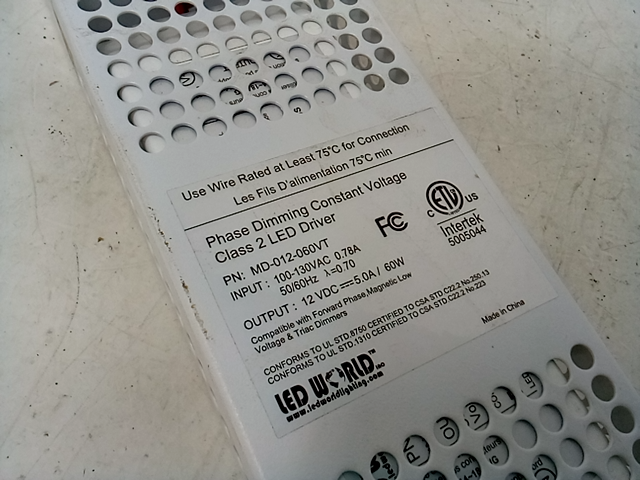 Use Wire Rated at Least 75°C for Connection
Les Fils D'alimentation 75°C min
Phase Dimming Constant Voltage
Class 2 LED Driver
PN: MD-012-060VT
INPUT : 100-130VAC 0.78A
50/60Hz λ=0.70
OUTPUT : 12 VDC⎓5.0A / 60W
Compatible with Forward Phase,Magnetic Low
Voltage & Triac Dimmers
CONFORMS TO UL STD.8750 CERTIFIED TO CSA STD C22.2 No.250.13
CONFORMS TO UL STD.1310 CERTIFIED TO CSA STD C22.2 No.223
FC
C ETL US
Intertek
5005044
Made in China
LED WORLD™ INC
www.ledworldlighting.com